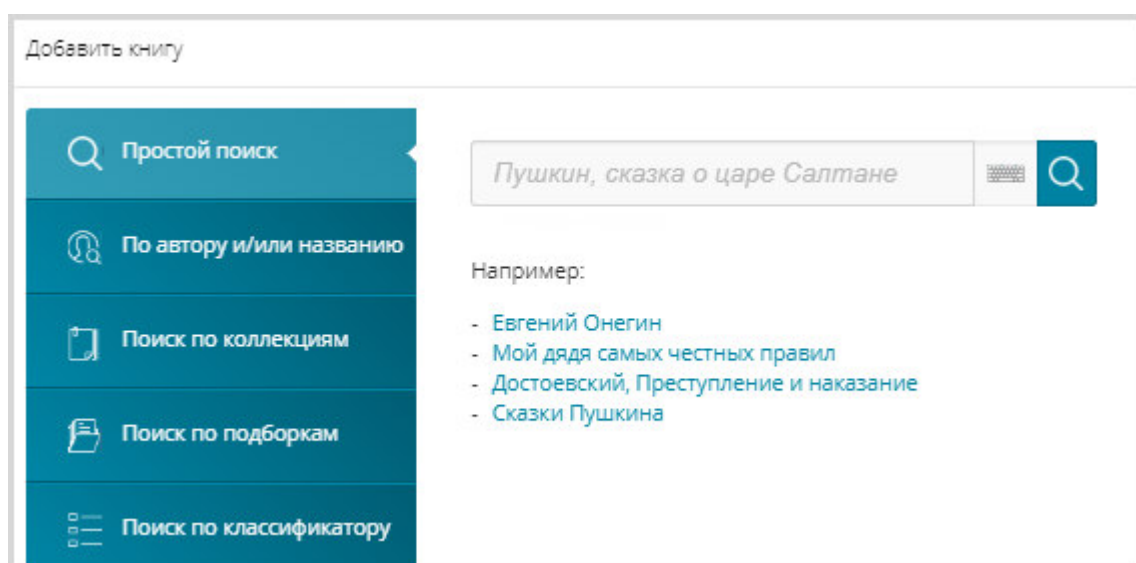 Добавить книгу
Простой поиск
По автору и/или названию
Поиск по коллекциям
Поиск по подборкам
Поиск по классификатору
Пушкин, сказка о царе Салтане
Например:
- Евгений Онегин
- Мой дядя самых честных правил
- Достоевский, Преступление и наказание
- Сказки Пушкина